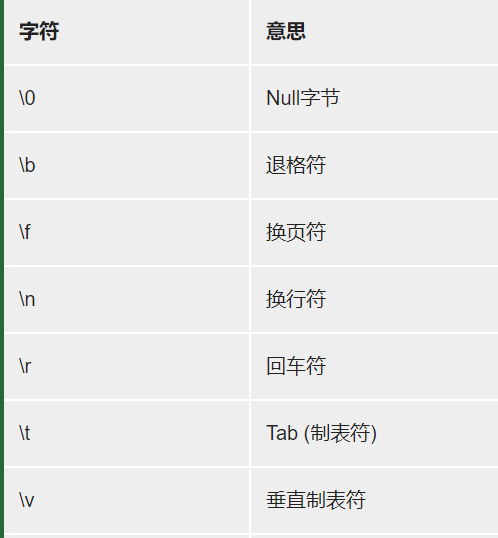 字符 意思
\0 Null字节
\b 退格符
\f 换页符
\n 换行符
\r 回车符
\t Tab (制表符)
\v 垂直制表符